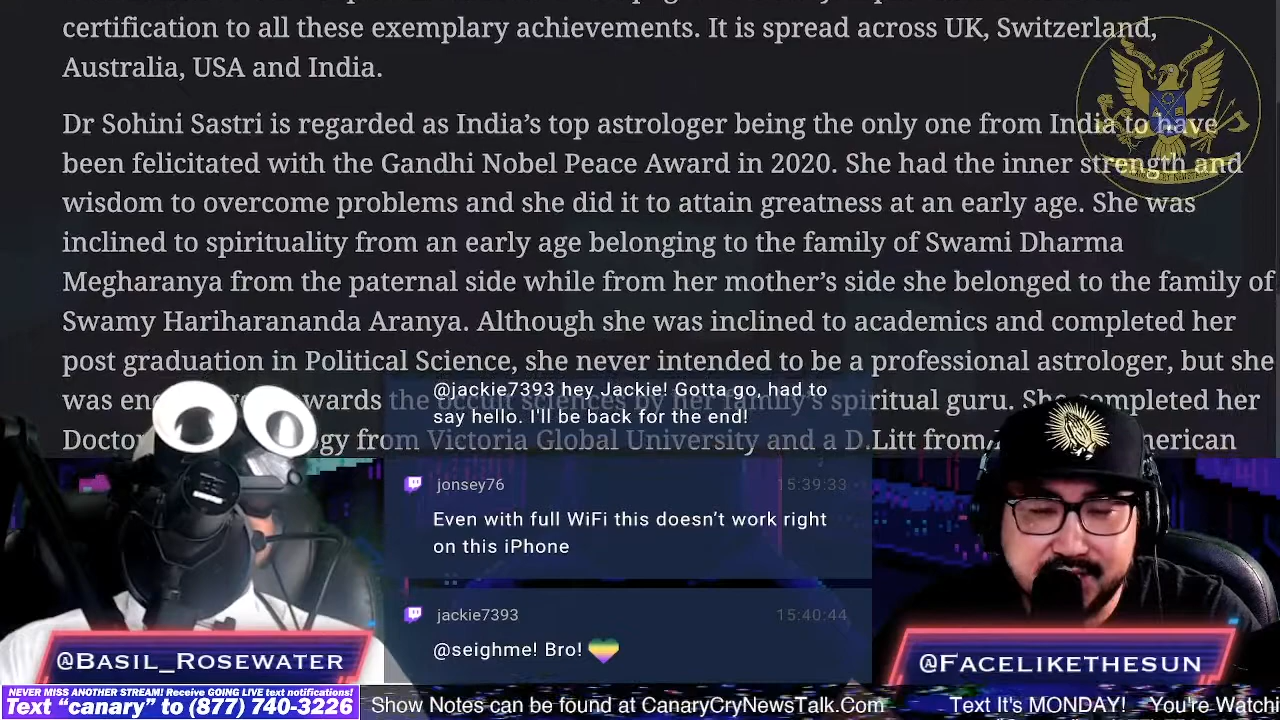 certification to all these exemplary achievements. It is spread across UK, Switzerland,
Australia, USA and India.
Dr Sohini Sastri is regarded as India’s top astrologer being the only one from India to have
been felicitated with the Gandhi Nobel Peace Award in 2020. She had the inner strength and
wisdom to overcome problems and she did it to attain greatness at an early age. She was
inclined to spirituality from an early age belonging to the family of Swami Dharma
Megharanya from the paternal side while from her mother’s side she belonged to the family of
Swamy Hariharananda Aranya. Although she was inclined to academics and completed her
post graduation in Political Science, she never intended to be a professional astrologer, but she
was the occult sciences by her family’s spiritual guru. She completed her
from Victoria Global University and a D.Litt from
@jackie7393 hey Jackie! Gotta go, had to
say hello. I'll be back for the end!
jonsey76 15:39:33
Even with full WiFi this doesn’t work right
on this iPhone
jackie7393 15:40:44
@seighme! Bro!
@Basil_Rosewater
@Facelikethesun
NEVER MISS ANOTHER STREAM! Receive GOING LIVE text notifications!
Text “canary” to (877) 740-3226
Show Notes can be found at CanaryCryNewsTalk.Com Text It's MONDAY! You're Watchi